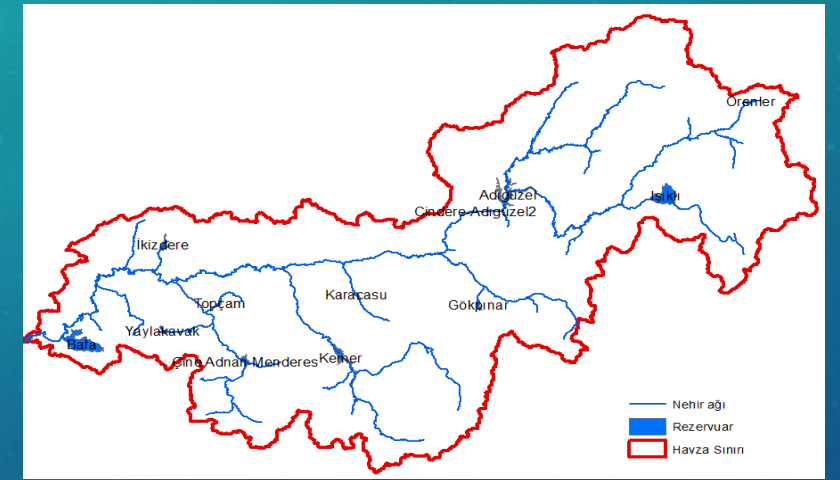 Örenler
Işıklı
Adıgüzel
Cindere Adıgüzel2
İkizdere
Karacasu
Topçam
Gökpınar
Yaylakavak
Bafa
Çine Adnan Menderes
Kemer
Nehir ağı
Rezervuar
Havza Sınırı